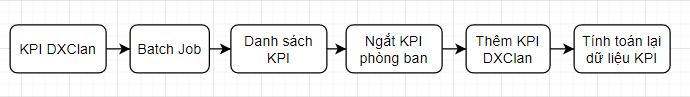 KPI DXClan
Batch Job
Danh sách
KPI
Ngắt KPI
phòng ban
Thêm KPI
DXClan
Tính toán lại
dữ liệu KPI